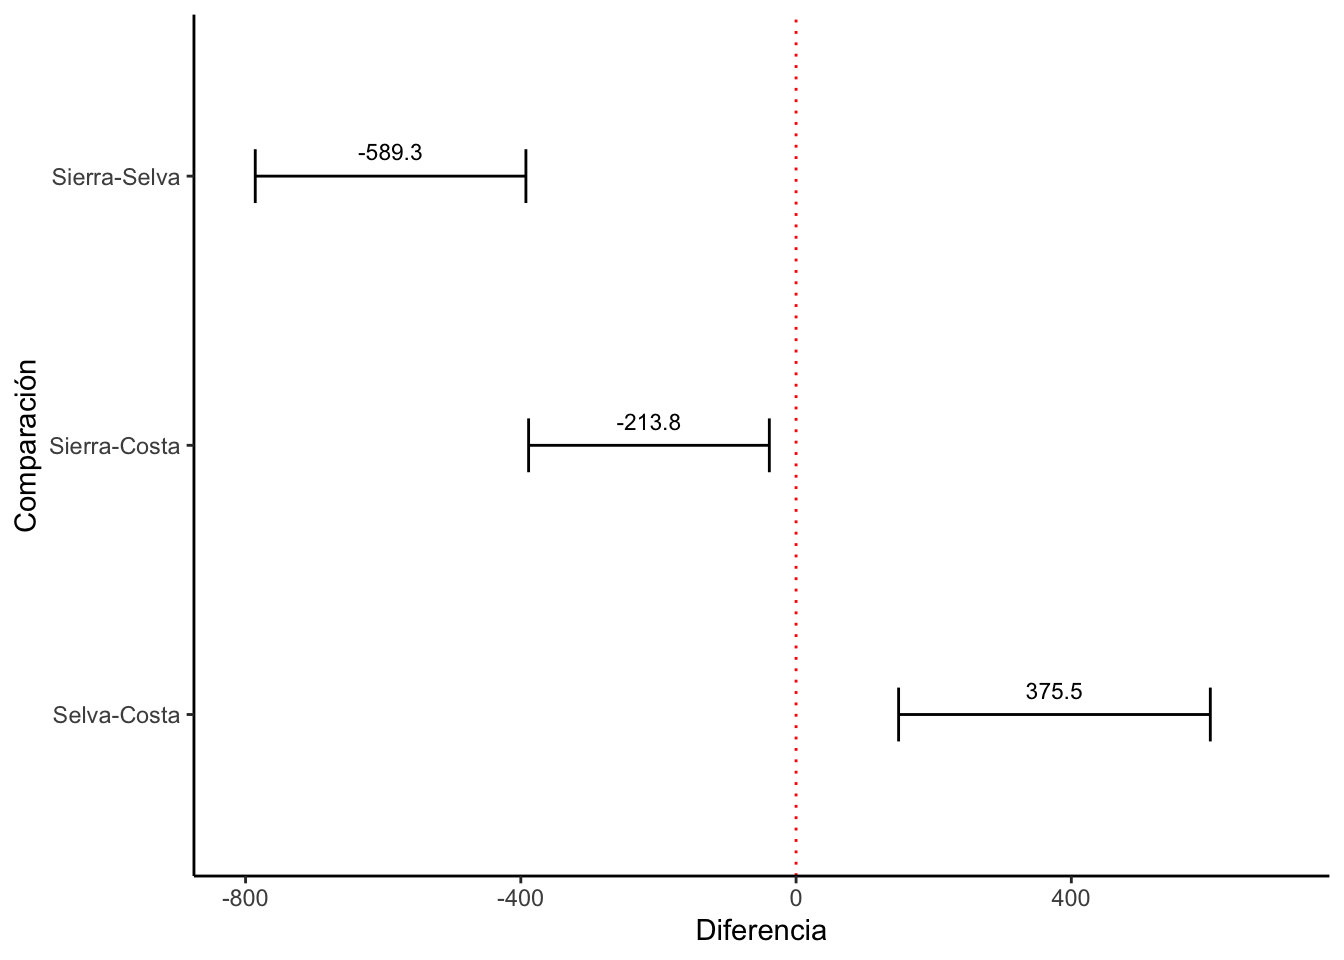 -589.3
Sierra-Selva
-213.8
Sierra-Costa
375.5
Selva-Costa
Comparación
-800
-400
0
400
Diferencia